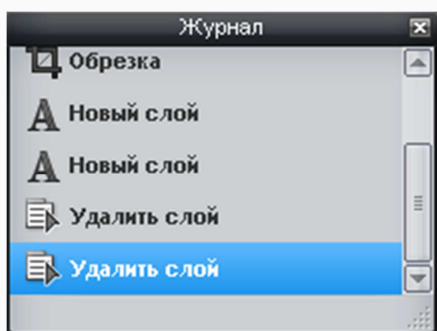 Журнал
Обрезка
Новый слой
Новый слой
Удалить слой
Удалить слой